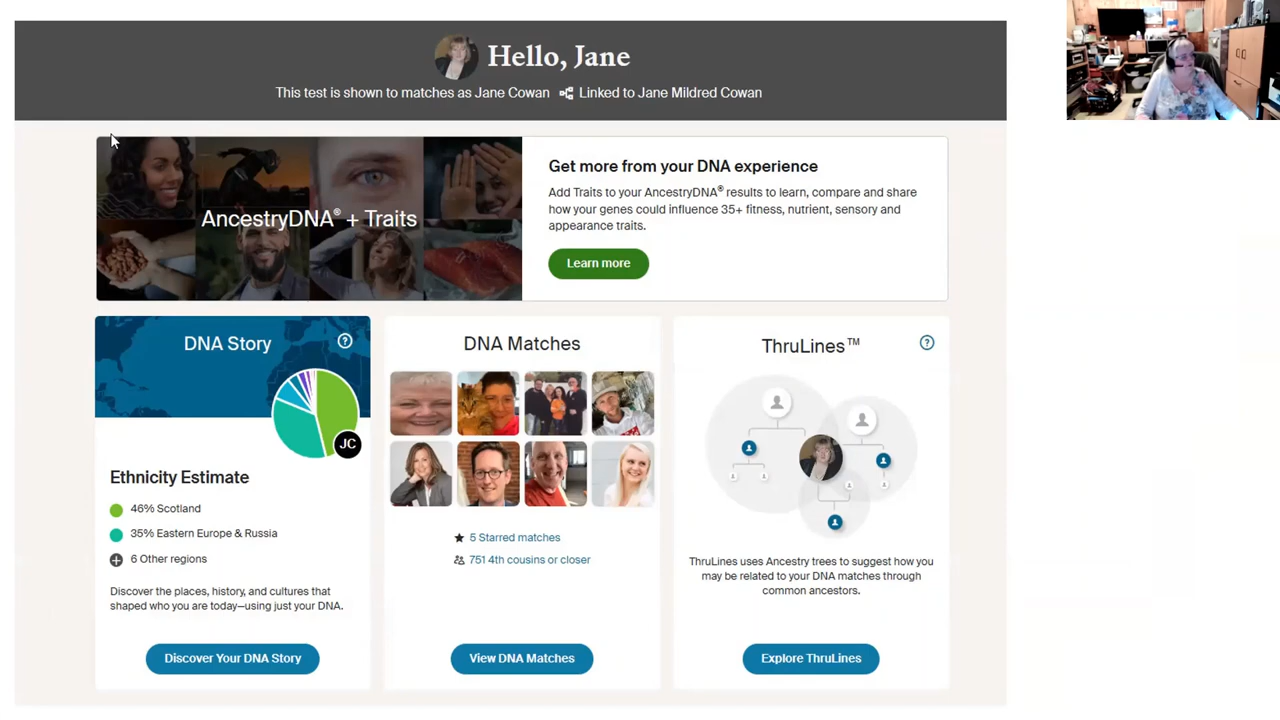 Hello, Jane
This test is shown to matches as Jane Cowan Linked to Jane Mildred Cowan
AncestryDNA® + Traits
Get more from your DNA experience
Add Traits to your AncestryDNA® results to learn, compare and share
how your genes could influence 35+ fitness, nutrient, sensory and
appearance traits.
Learn more
DNA Story ?
JC
Ethnicity Estimate
46% Scotland
35% Eastern Europe & Russia
6 Other regions
Discover the places, history, and cultures that
shaped who you are today—using just your DNA.
Discover Your DNA Story
DNA Matches
5 Starred matches
751 4th cousins or closer
View DNA Matches
ThruLines™ ?
ThruLines uses Ancestry trees to suggest how you
may be related to your DNA matches through
common ancestors.
Explore ThruLines